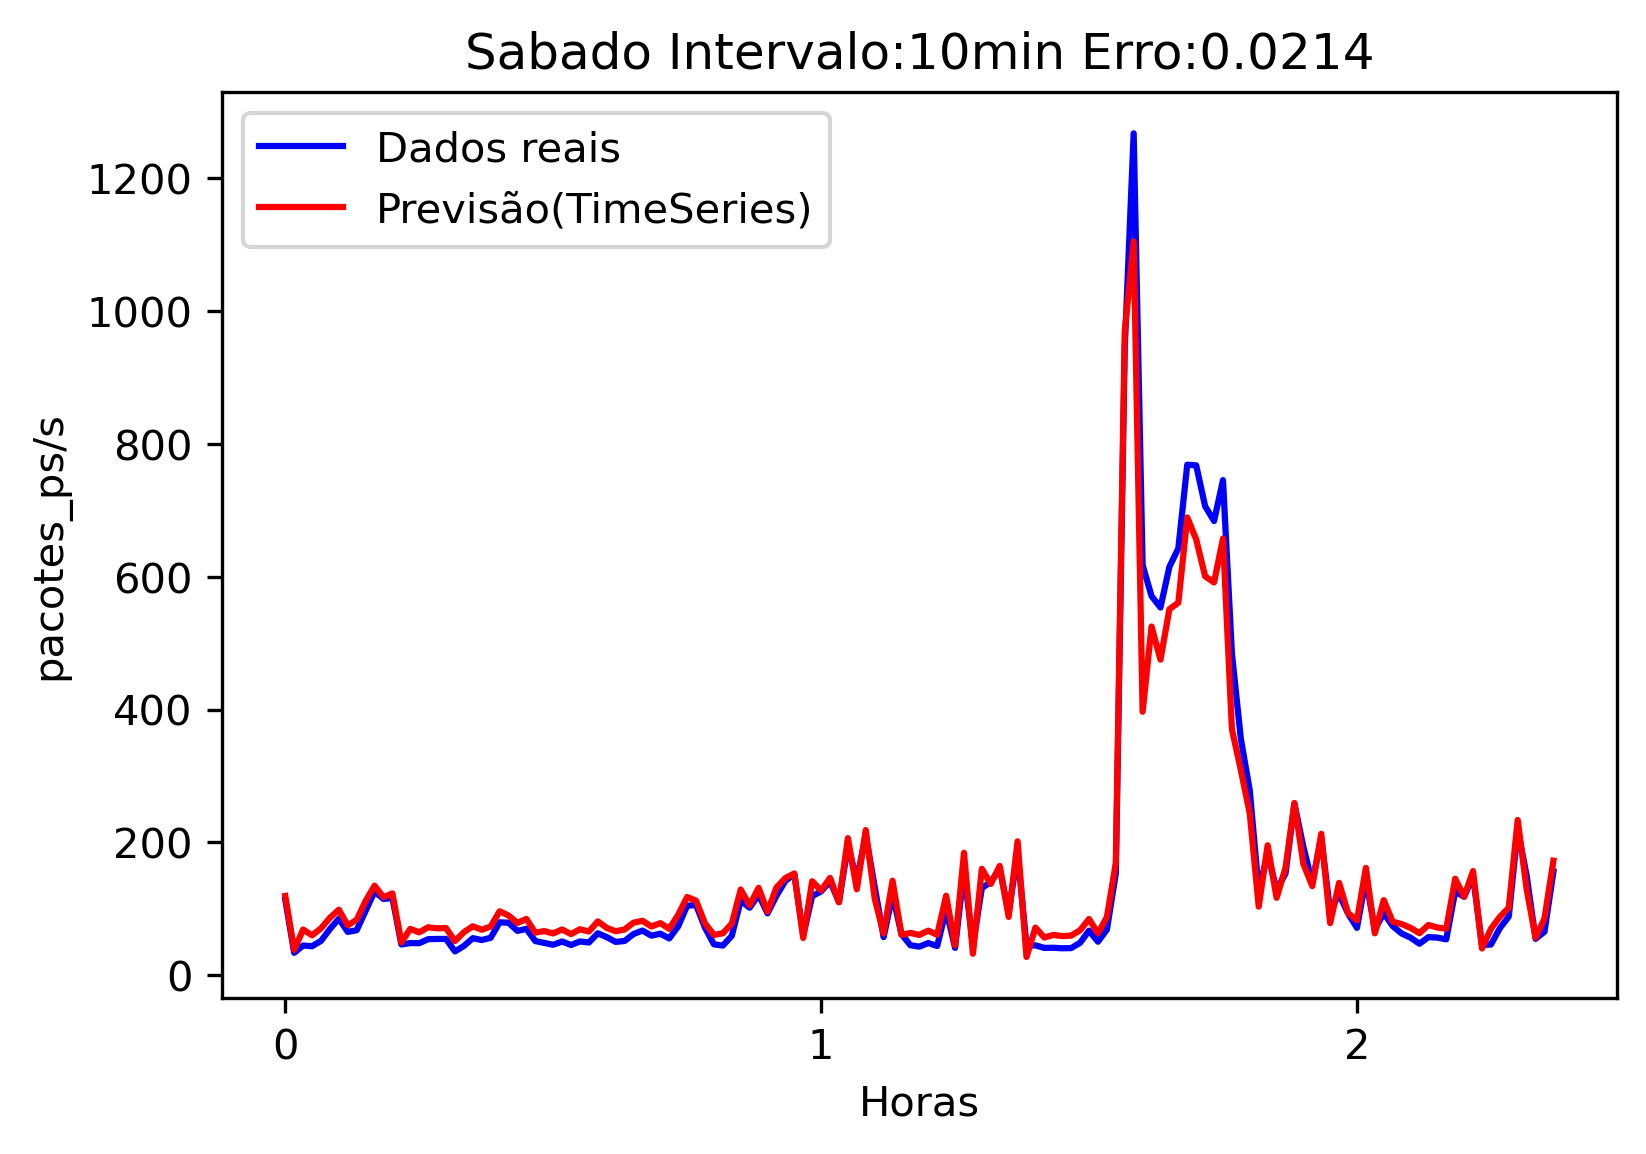 Sabado Intervalo:10min Erro:0.0214
Dados reais
Previsão(TimeSeries)
1200
1000
800
600
400
200
0
pacotes_ps/s
0 1 2
Horas